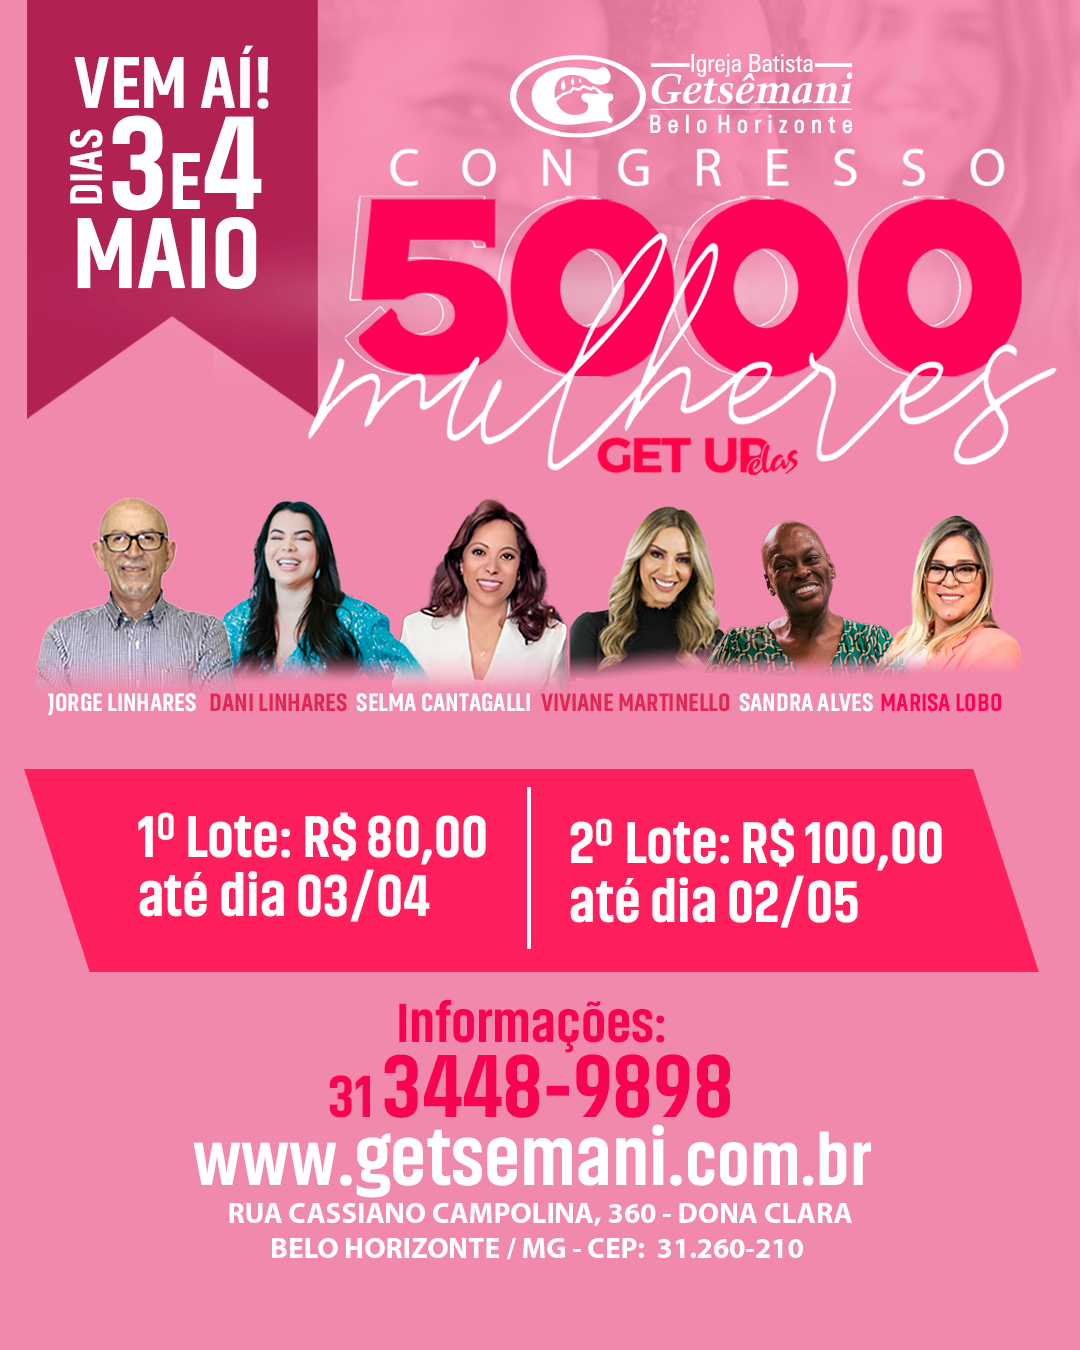 VEM AÍ!
DIAS 3 E 4
MAIO
Igreja Batista
Getsêmani
Belo Horizonte
CONGRESSO
5000
mulheres
GET UP elas
JORGE LINHARES DANI LINHARES SELMA CANTAGALLI VIVIANE MARTINELLO SANDRA ALVES MARISA LOBO
1º Lote: R$ 80,00
até dia 03/04
2º Lote: R$ 100,00
até dia 02/05
Informações:
31 3448-9898
www.getsemani.com.br
RUA CASSIANO CAMPOLINA, 360 - DONA CLARA
BELO HORIZONTE / MG - CEP: 31.260-210